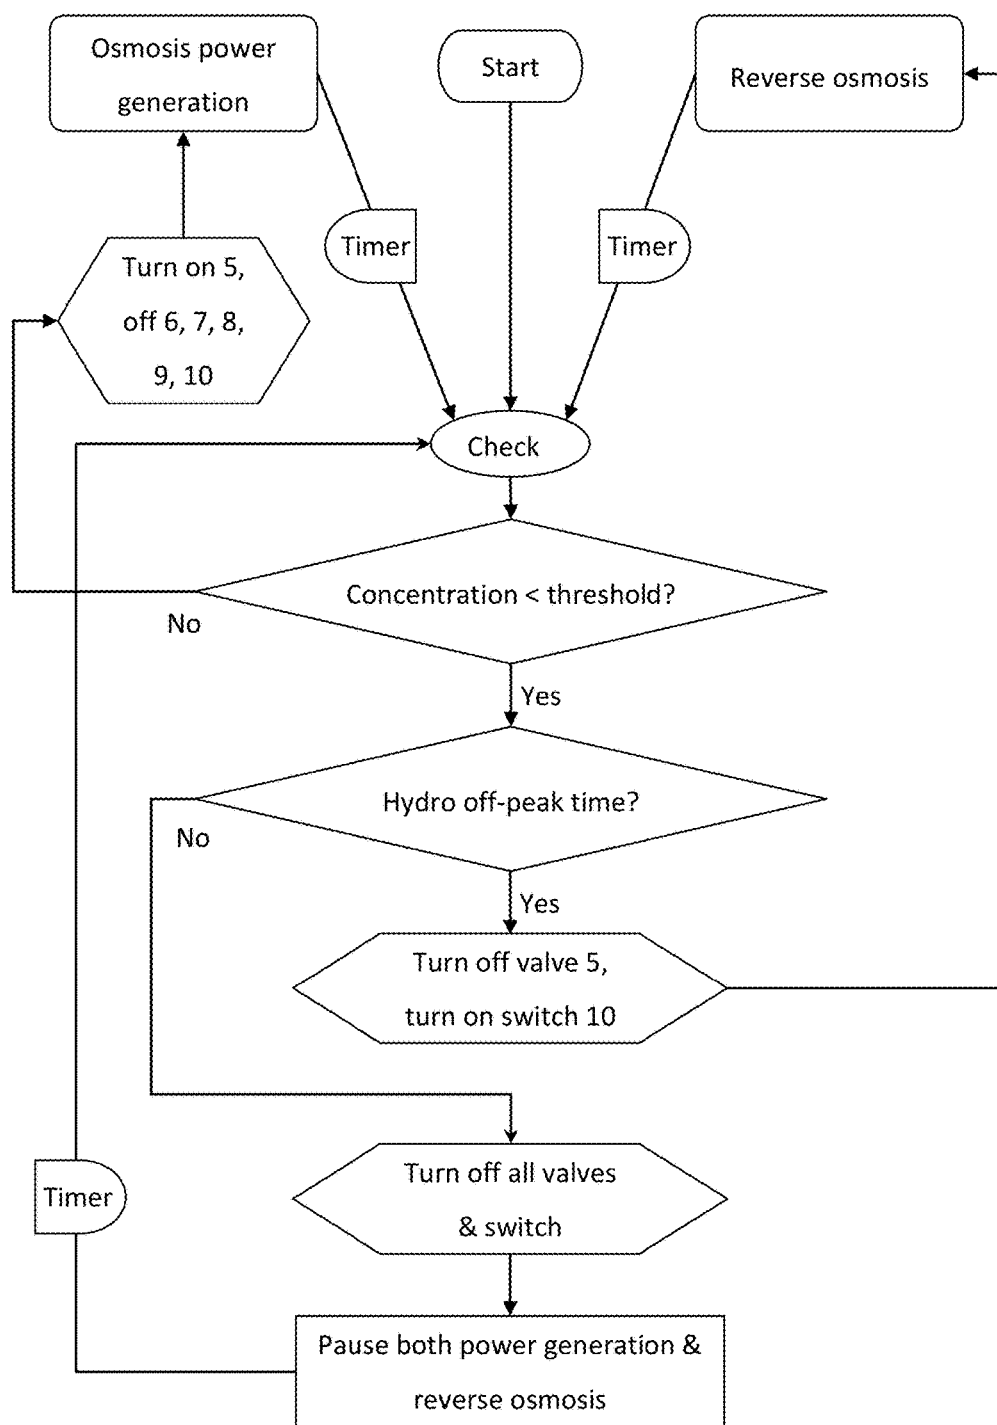 Osmosis power
generation
Start
Reverse osmosis
Timer
Timer
Turn on 5,
off 6, 7, 8,
9, 10
Check
Concentration < threshold?
No
Yes
Hydro off-peak time?
No
Yes
Turn off valve 5,
turn on switch 10
Turn off all valves
& switch
Timer
Pause both power generation &
reverse osmosis